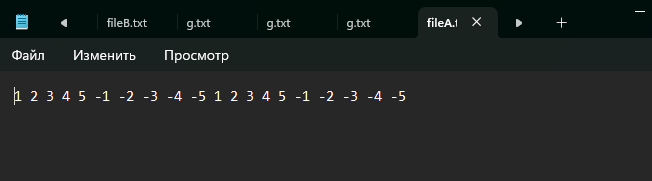 fileB.txt g.txt g.txt g.txt fileA.t
Файл Изменить Просмотр
1 2 3 4 5 -1 -2 -3 -4 -5 1 2 3 4 5 -1 -2 -3 -4 -5